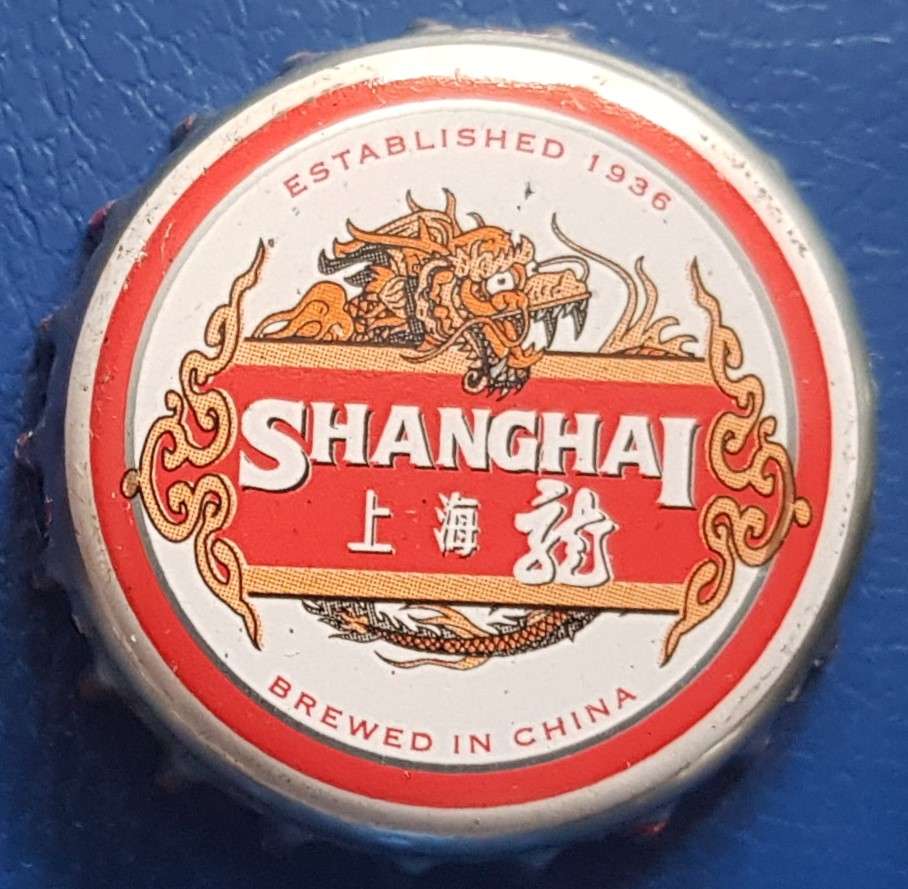 ESTABLISHED 1936
SHANGHAI
上海龍
BREWED IN CHINA